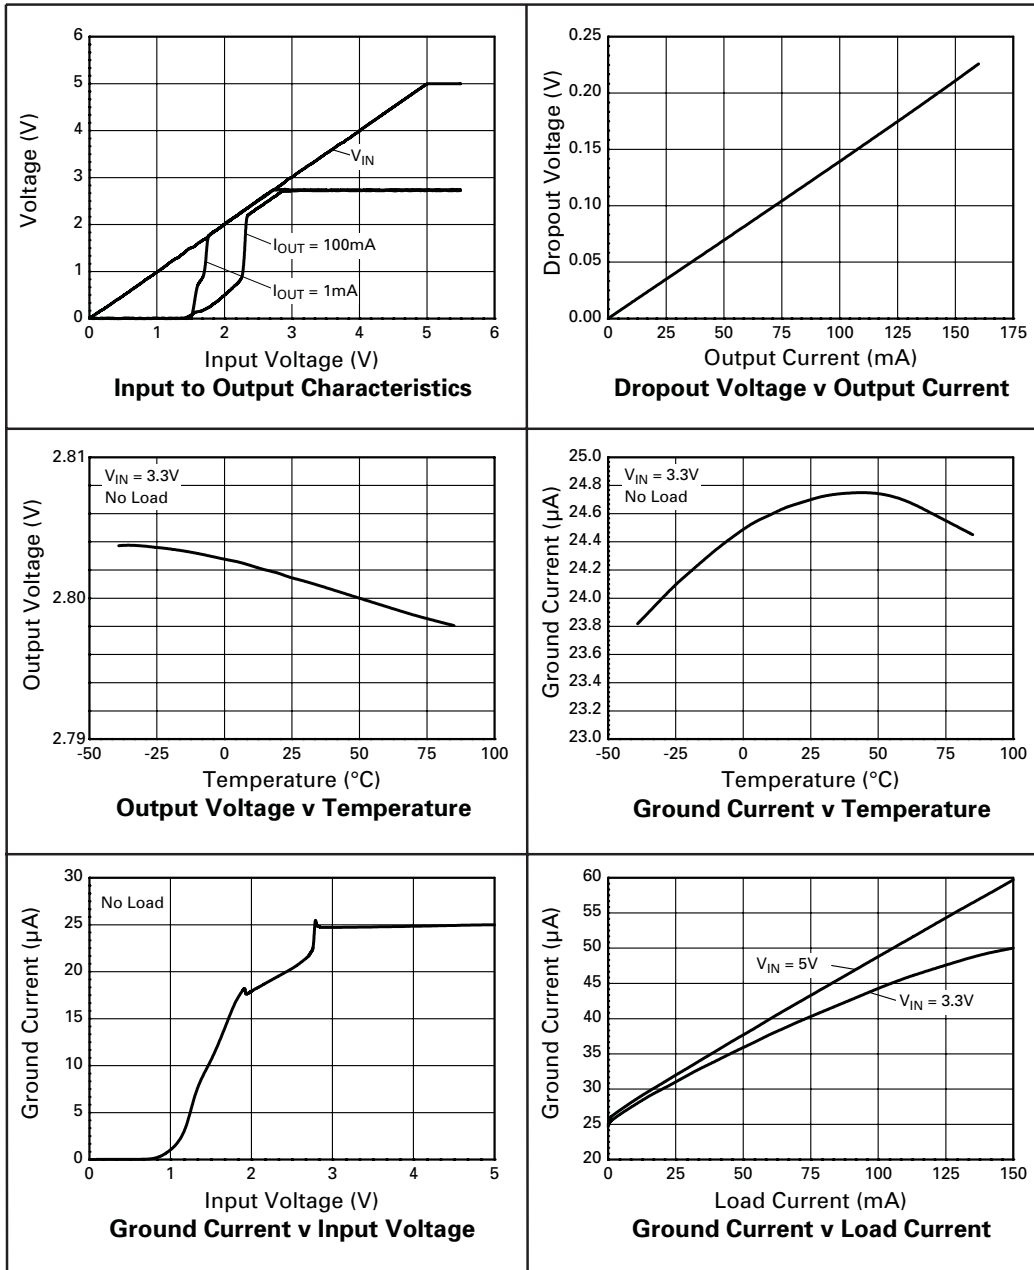 6
5
4
3
2
1
0
Voltage (V)
V_IN
I_OUT = 100mA
I_OUT = 1mA
0 1 2 3 4 5 6
Input Voltage (V)
Input to Output Characteristics
0.25
0.20
0.15
0.10
0.05
0.00
Dropout Voltage (V)
0 25 50 75 100 125 150 175
Output Current (mA)
Dropout Voltage v Output Current
2.81
2.80
2.79
Output Voltage (V)
V_IN = 3.3V
No Load
-50 -25 0 25 50 75 100
Temperature (°C)
Output Voltage v Temperature
25.0
24.8
24.6
24.4
24.2
24.0
23.8
23.6
23.4
23.2
23.0
Ground Current (µA)
V_IN = 3.3V
No Load
-50 -25 0 25 50 75 100
Temperature (°C)
Ground Current v Temperature
30
25
20
15
10
5
0
Ground Current (µA)
No Load
0 1 2 3 4 5
Input Voltage (V)
Ground Current v Input Voltage
60
55
50
45
40
35
30
25
20
Ground Current (µA)
V_IN = 5V
V_IN = 3.3V
0 25 50 75 100 125 150
Load Current (mA)
Ground Current v Load Current